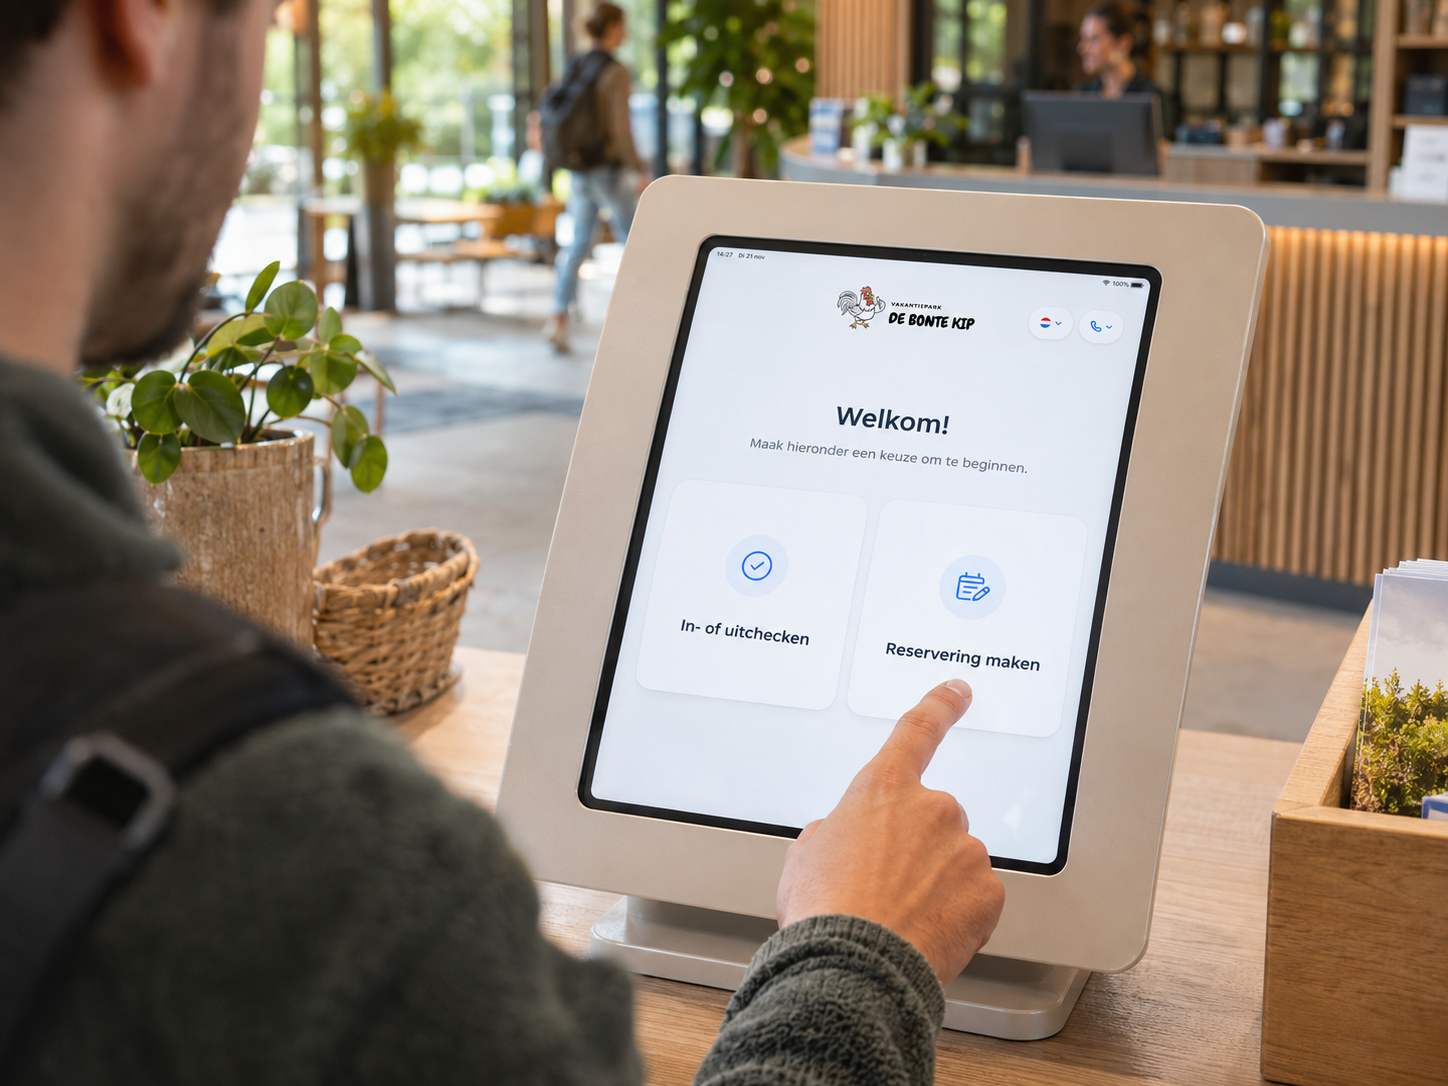 14:27 Di 21 nov
100%
VAKANTIEPARK
DE BONTE KIP
Welkom!
Maak hieronder een keuze om te beginnen.
In- of uitchecken
Reservering maken